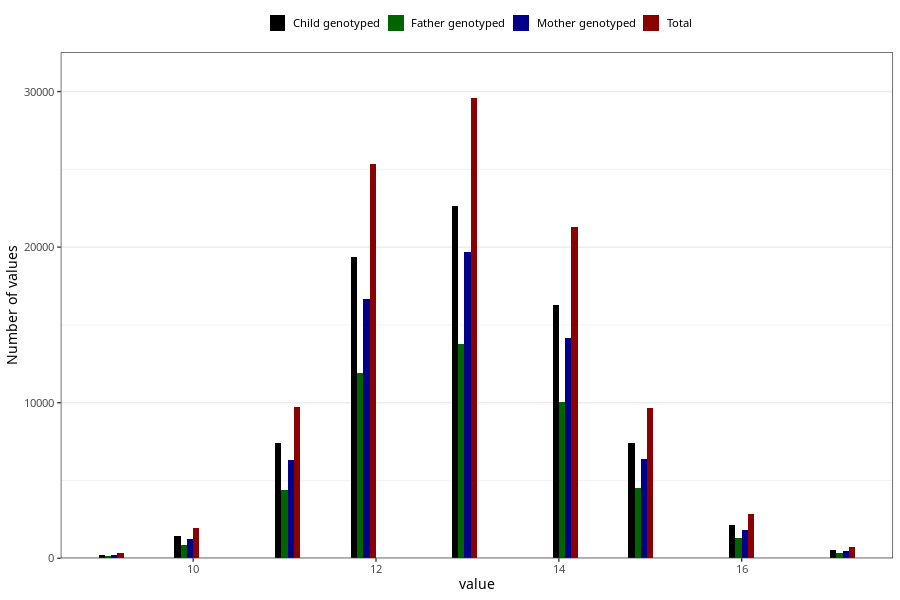 Child genotyped Father genotyped Mother genotyped Total
30000
20000
10000
0
Number of values
10 12 14 16
value